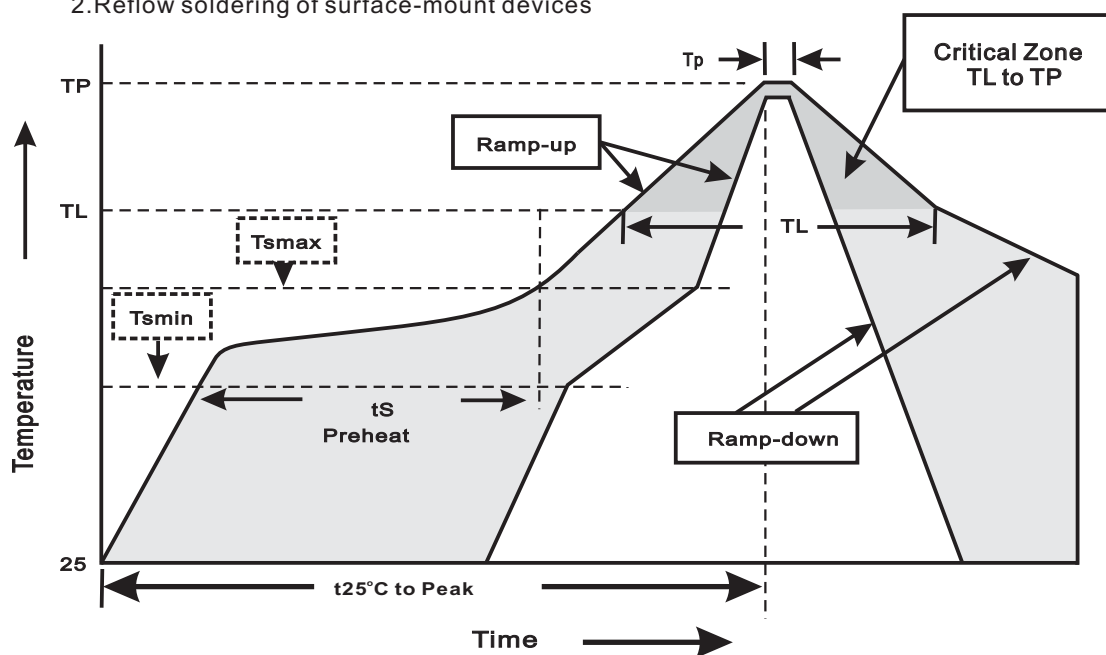 2.Reflow soldering of surface-mount devices
Tp
Critical Zone
TL to TP
TP
Ramp-up
TL
TL
Tsmax
Tsmin
tS
Preheat
Ramp-down
Temperature
25
t25°C to Peak
Time